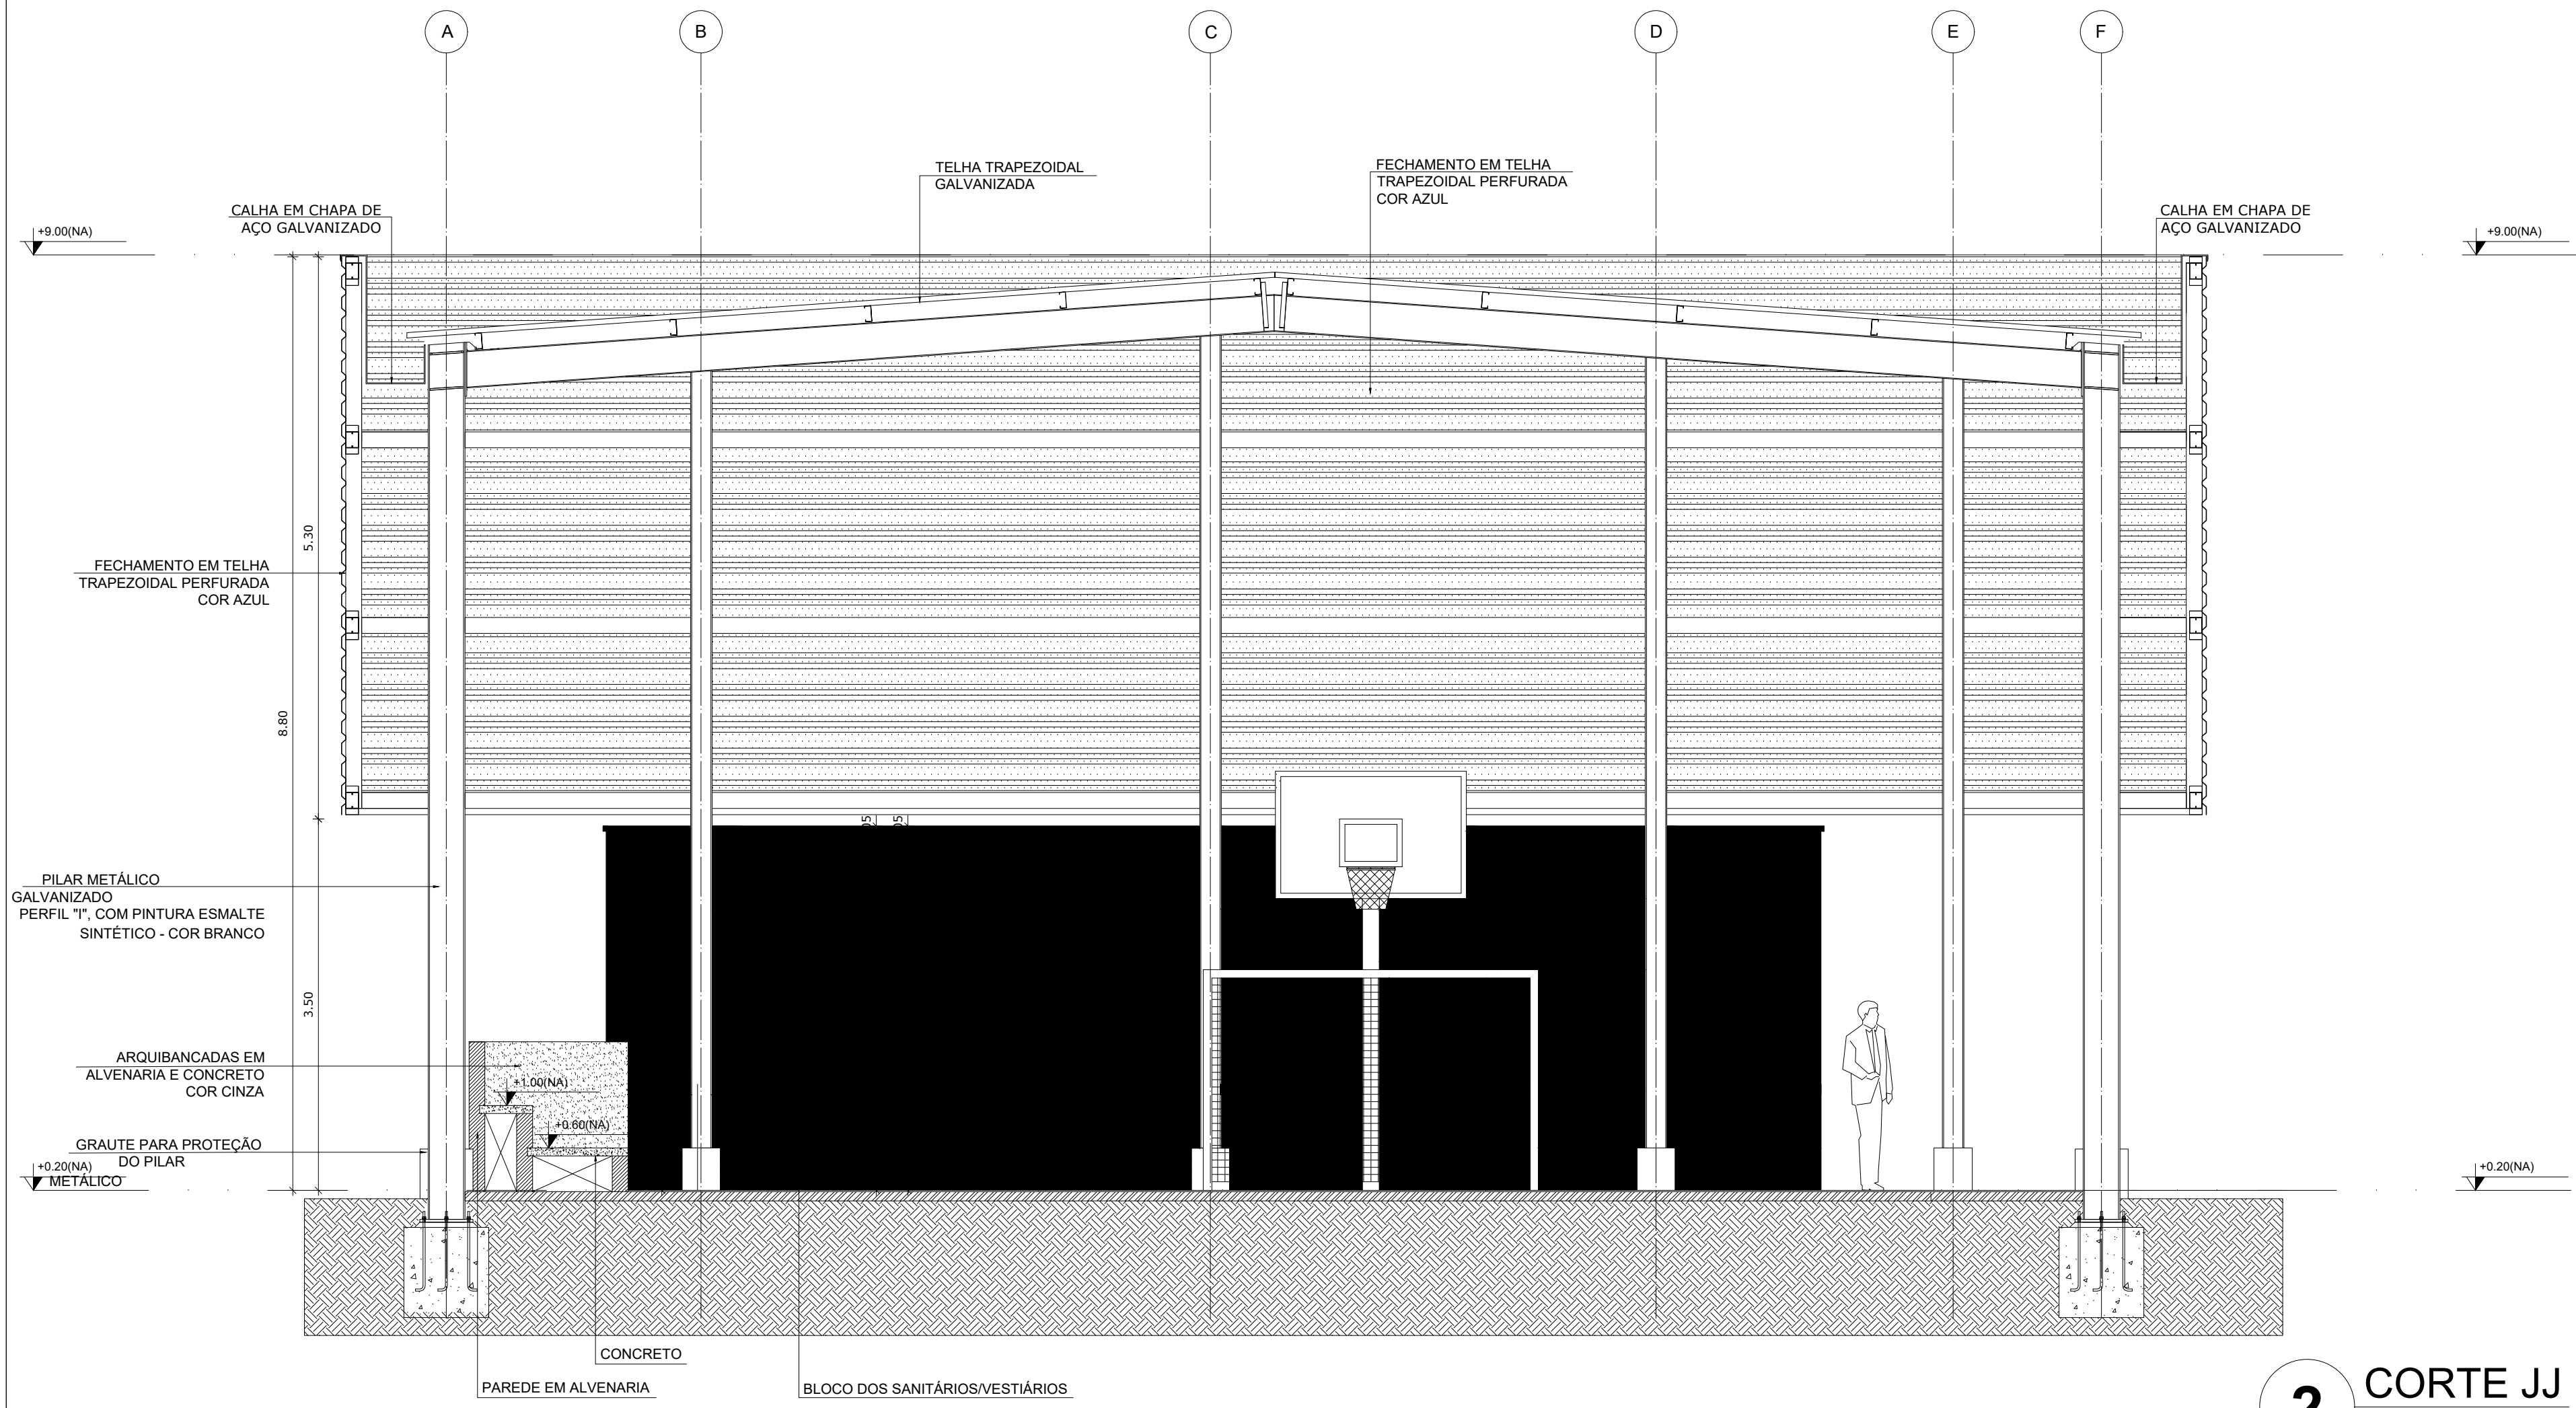 A
B
C
D
E
F
TELHA TRAPEZOIDAL
GALVANIZADA
FECHAMENTO EM TELHA
TRAPEZOIDAL PERFURADA
COR AZUL
CALHA EM CHAPA DE
AÇO GALVANIZADO
CALHA EM CHAPA DE
AÇO GALVANIZADO
+9.00(NA)
+9.00(NA)
5.30
FECHAMENTO EM TELHA
TRAPEZOIDAL PERFURADA
COR AZUL
8.80
PILAR METÁLICO
GALVANIZADO
PERFIL "I", COM PINTURA ESMALTE
SINTÉTICO - COR BRANCO
3.50
ARQUIBANCADAS EM
ALVENARIA E CONCRETO
COR CINZA
+1.00(NA)
+0.60(NA)
GRAUTE PARA PROTEÇÃO
DO PILAR
METÁLICO
+0.20(NA)
+0.20(NA)
CONCRETO
PAREDE EM ALVENARIA
BLOCO DOS SANITÁRIOS/VESTIÁRIOS
2
CORTE JJ